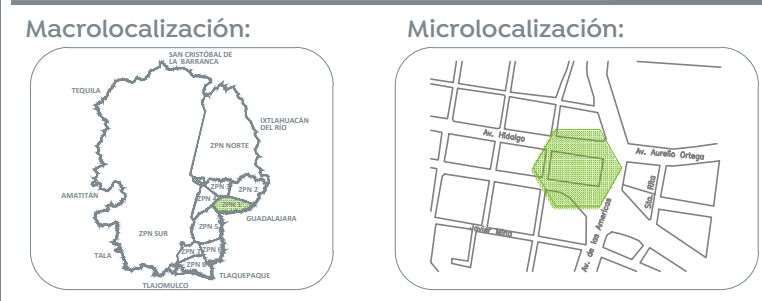 Macrolocalización:
Microlocalización:
SAN CRISTÓBAL DE
LA BARRANCA
TEQUILA
IXTLAHUACÁN
DEL RÍO
ZPN NORTE
ZPN 3
ZPN 2
AMATITÁN
ZPN 4
ZPN 1
GUADALAJARA
ZPN 5
ZPN SUR
ZPN 7
ZPN 6
TALA
ZPN 8
TLAQUEPAQUE
TLAJOMULCO
Av. Hidalgo
Av. Aurelio Ortega
Sta. Rita
Javier Mina
Av. de las Americas